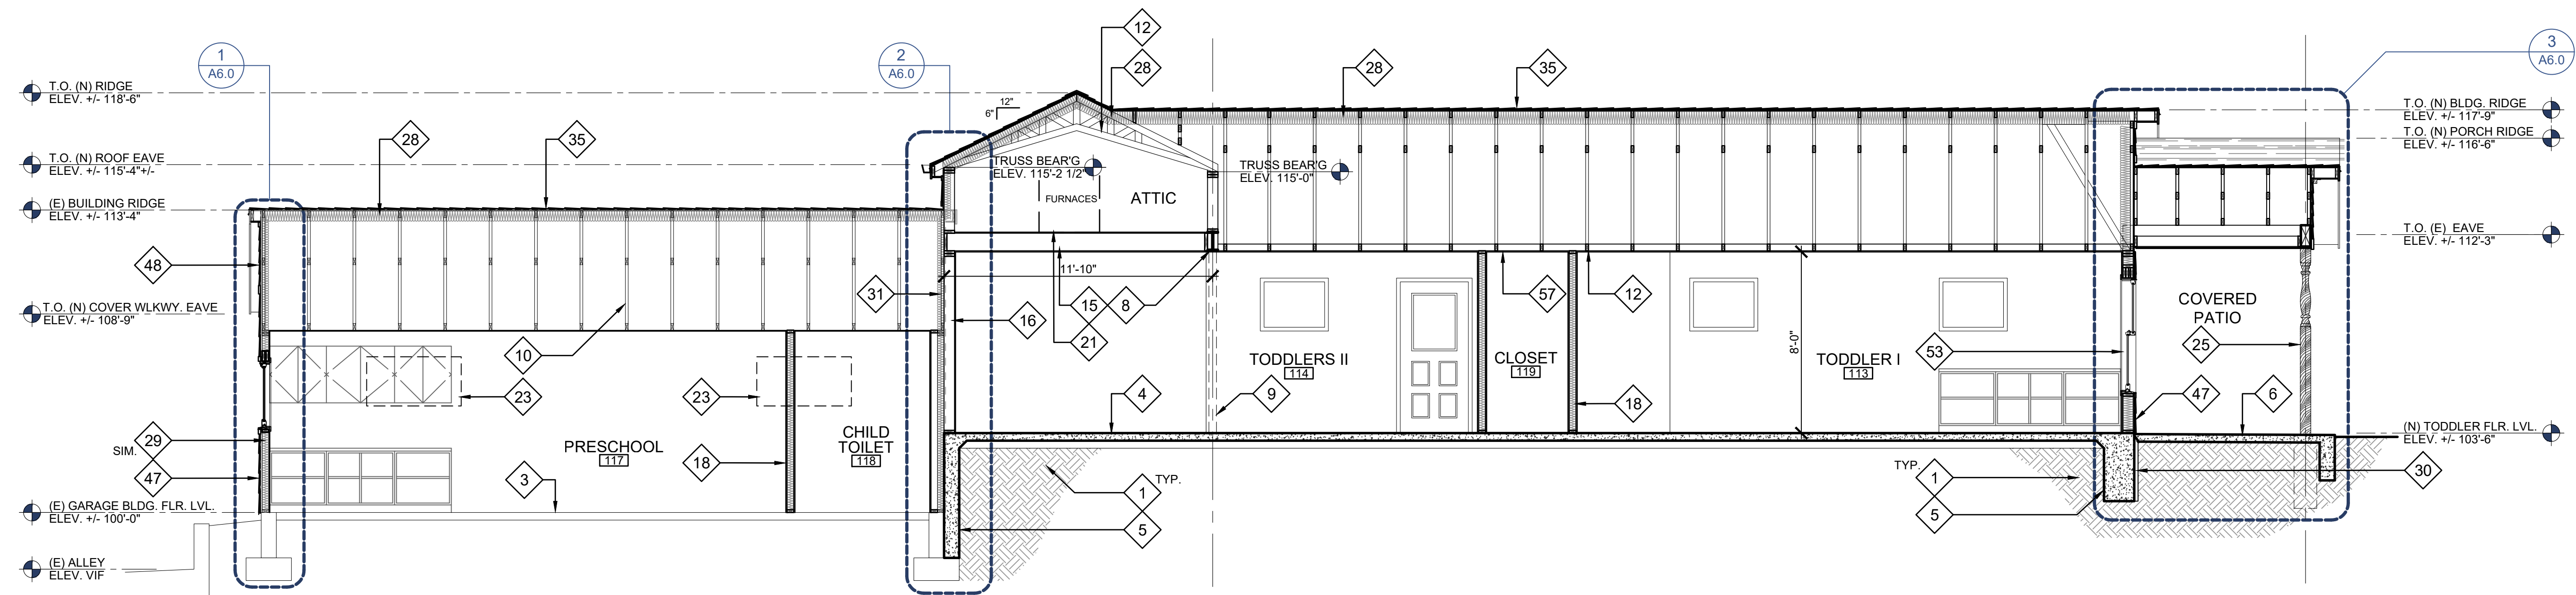 1
A6.0
2
A6.0
3
A6.0
12
28
28
35
12"
6"
28
35
T.O. (N) RIDGE
ELEV. +/- 118'-6"
T.O. (N) ROOF EAVE
ELEV. +/- 115'-4"+/-
(E) BUILDING RIDGE
ELEV. +/- 113'-4"
T.O. (N) COVER WLKWY. EAVE
ELEV. +/- 108'-9"
(E) GARAGE BLDG. FLR. LVL.
ELEV. +/- 100'-0"
(E) ALLEY
ELEV. VIF
T.O. (N) BLDG. RIDGE
ELEV. +/- 117'-9"
T.O. (N) PORCH RIDGE
ELEV. +/- 116'-6"
T.O. (E) EAVE
ELEV. +/- 112'-3"
(N) TODDLER FLR. LVL.
ELEV. +/- 103'-6"
TRUSS BEAR'G
ELEV. 115'-2 1/2"
TRUSS BEAR'G
ELEV. 115'-0"
FURNACES
ATTIC
48
31
11'-10"
15
8
57
12
16
21
10
23
23
8'-0"
COVERED
PATIO
25
53
TODDLERS II
114
CLOSET
119
TODDLER I
113
4
9
18
47
6
29
SIM.
47
PRESCHOOL
117
CHILD
TOILET
118
18
3
1
TYP.
5
TYP.
1
5
30